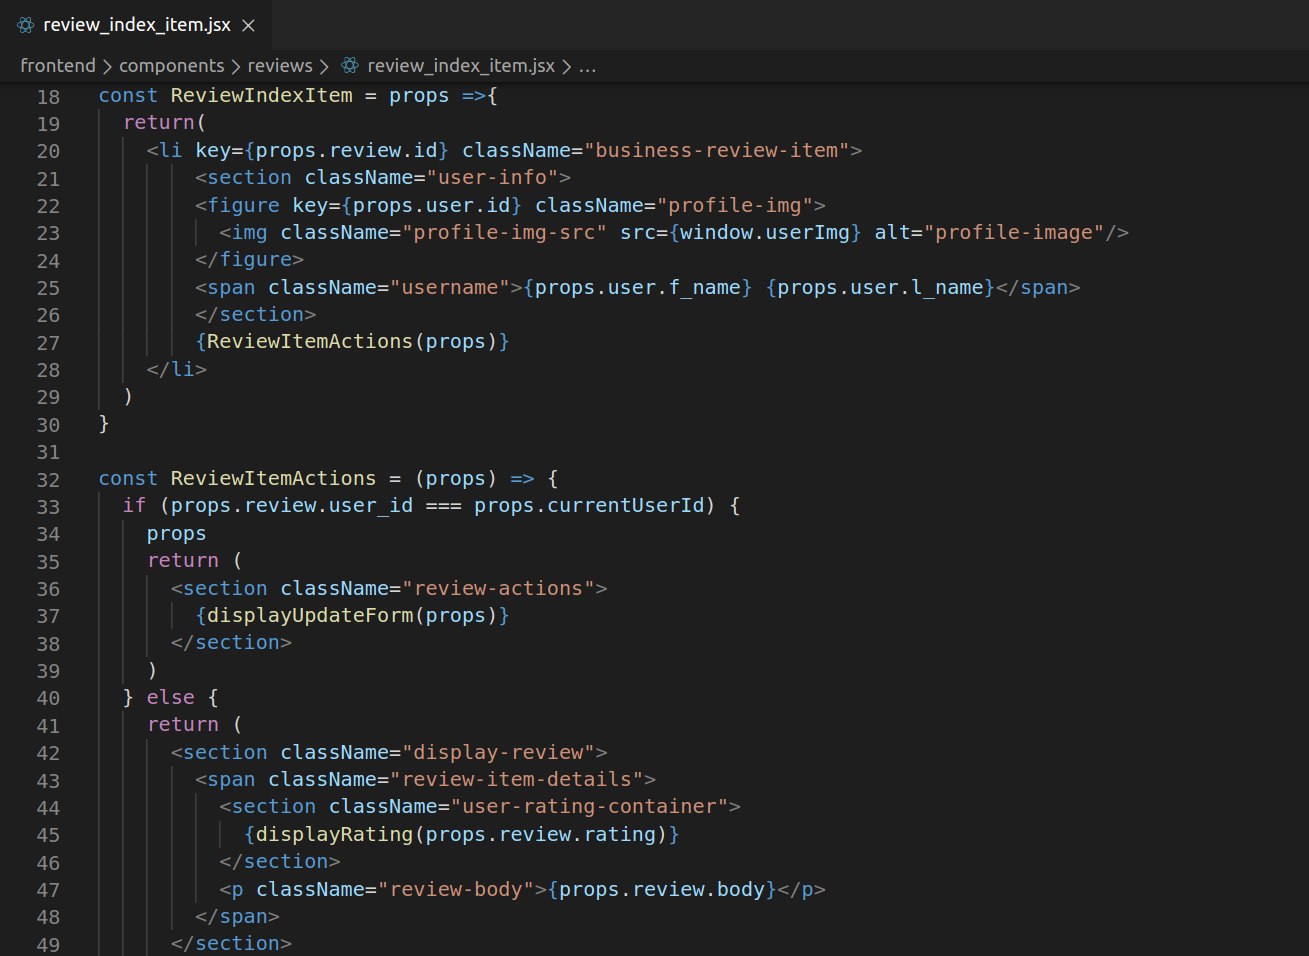 review_index_item.jsx
frontend > components > reviews > review_index_item.jsx > ...
18 const ReviewIndexItem = props =>{
19   return(
20     <li key={props.review.id} className="business-review-item">
21         <section className="user-info">
22         <figure key={props.user.id} className="profile-img">
23           <img className="profile-img-src" src={window.userImg} alt="profile-image"/>
24         </figure>
25         <span className="username">{props.user.f_name} {props.user.l_name}</span>
26         </section>
27         {ReviewItemActions(props)}
28     </li>
29   )
30 }
31
32 const ReviewItemActions = (props) => {
33   if (props.review.user_id === props.currentUserId) {
34     props
35     return (
36       <section className="review-actions">
37         {displayUpdateForm(props)}
38       </section>
39     )
40   } else {
41     return (
42       <section className="display-review">
43         <span className="review-item-details">
44           <section className="user-rating-container">
45             {displayRating(props.review.rating)}
46           </section>
47           <p className="review-body">{props.review.body}</p>
48         </span>
49       </section>